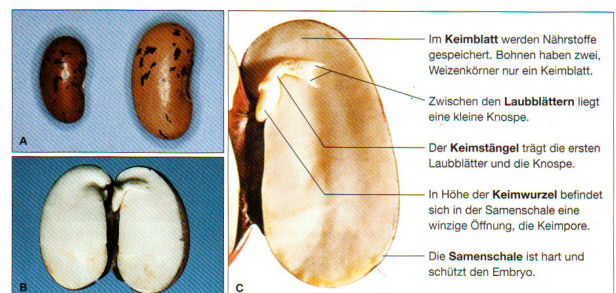 A
B
C
Im Keimblatt werden Nährstoffe
gespeichert. Bohnen haben zwei,
Weizenkörner nur ein Keimblatt.
Zwischen den Laubblättern liegt
eine kleine Knospe.
Der Keimstängel trägt die ersten
Laubblätter und die Knospe.
In Höhe der Keimwurzel befindet
sich in der Samenschale eine
winzige Öffnung, die Keimpore.
Die Samenschale ist hart und
schützt den Embryo.